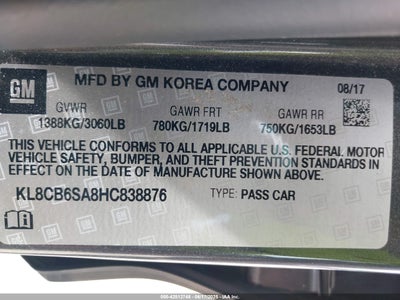 GM
MFD BY GM KOREA COMPANY
08/17
GVWR GAWR FRT GAWR RR
1388KG/3060LB 780KG/1719LB 750KG/1653LB
THIS VEHICLE CONFORMS TO ALL APPLICABLE U.S. FEDERAL MOTOR
VEHICLE SAFETY, BUMPER, AND THEFT PREVENTION STANDARDS
IN EFFECT ON THE DATE OF MANUFACTURE SHOWN ABOVE.
KL8CB6SA8HC838876 TYPE: PASS CAR